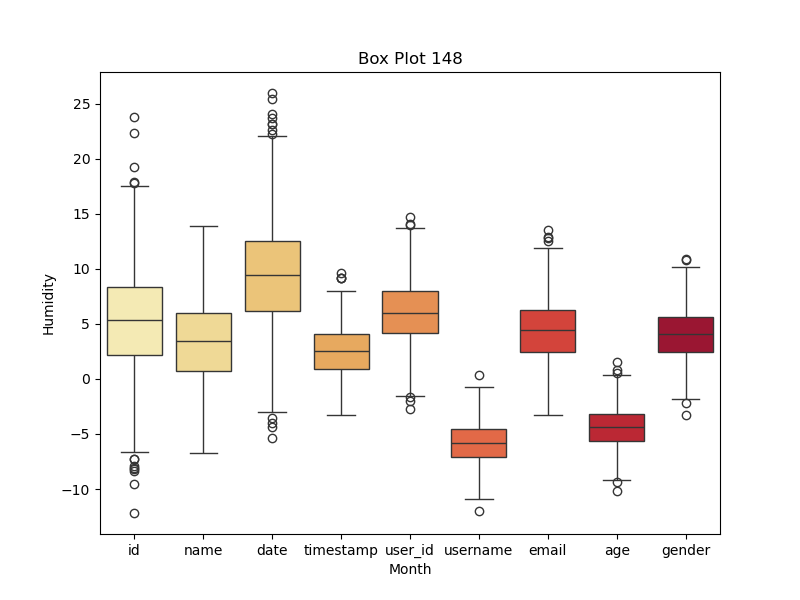 Box Plot 148
Humidity
25
20
15
10
5
0
−5
−10
id name date timestamp user_id username email age gender
Month